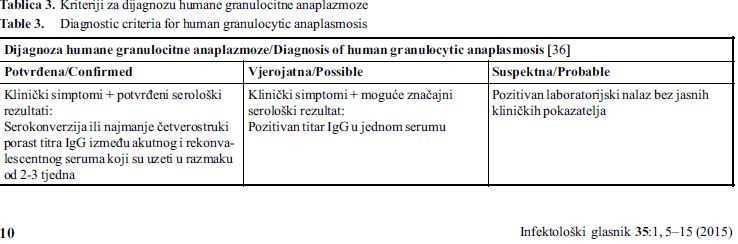 Tablica 3. Kriteriji za dijagnozu humane granulocitne anaplazmoze
Table 3. Diagnostic criteria for human granulocytic anaplasmosis
Dijagnoza humane granulocitne anaplazmoze/Diagnosis of human granulocytic anaplasmosis [36]
Potvrđena/Confirmed
Klinički simptomi + potvrđeni serološki
rezultati:
Serokonverzija ili najmanje četverostruki
porast titra IgG između akutnog i rekonva-
lescentnog seruma koji su uzeti u razmaku
od 2-3 tjedna
Vjerojatna/Possible
Klinički simptomi + moguće značajni
serološki rezultat:
Pozitivan titar IgG u jednom serumu
Suspektna/Probable
Pozitivan laboratorijski nalaz bez jasnih
kliničkih pokazatelja
10
Infektološki glasnik 35:1, 5–15 (2015)